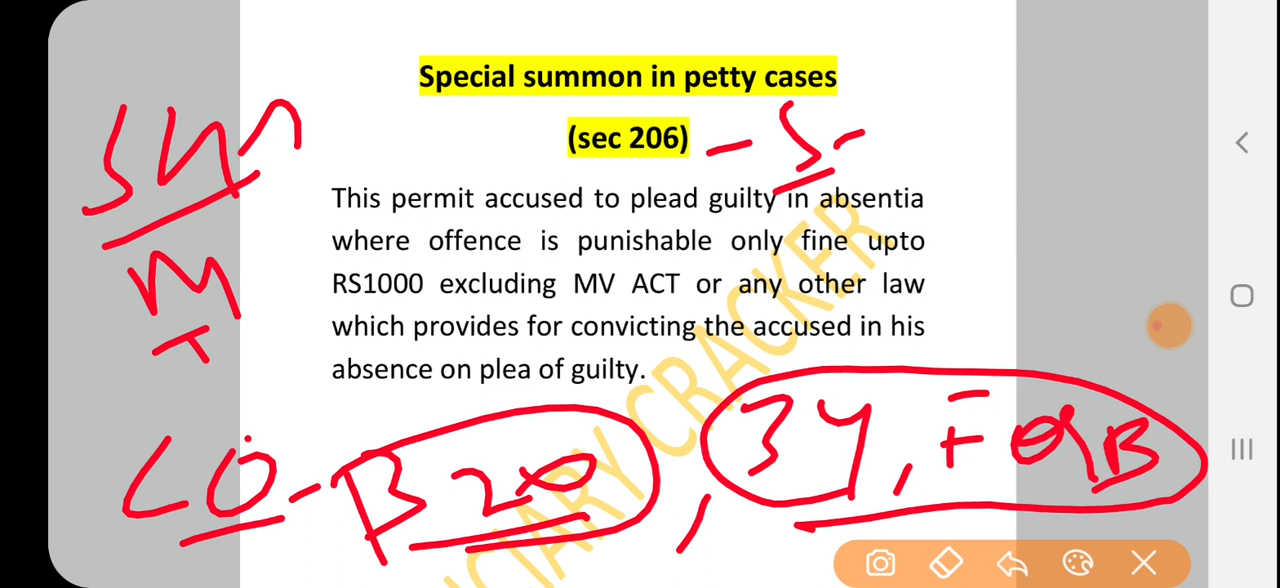 Special summon in petty cases
(sec 206) - S -
This permit accused to plead guilty in absentia
where offence is punishable only fine upto
RS1000 excluding MV ACT or any other law
which provides for convicting the accused in his
absence on plea of guilty.
JUDICIARY CRACKER
3Y, F or B